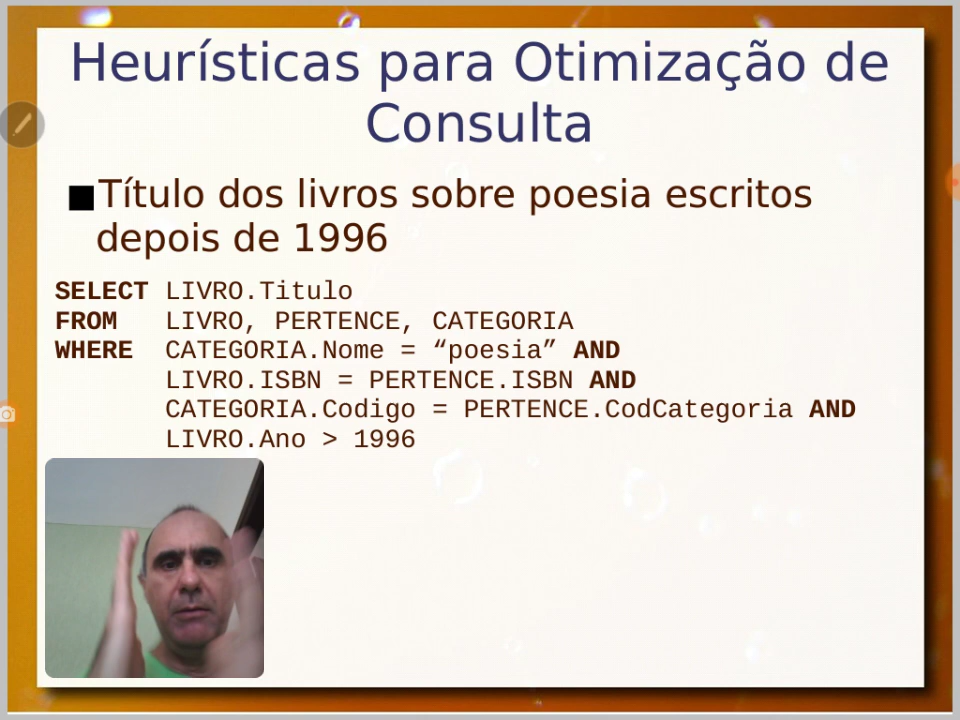 Heurísticas para Otimização de
Consulta
Título dos livros sobre poesia escritos
depois de 1996
SELECT LIVRO.Titulo
FROM LIVRO, PERTENCE, CATEGORIA
WHERE CATEGORIA.Nome = “poesia” AND
LIVRO.ISBN = PERTENCE.ISBN AND
CATEGORIA.Codigo = PERTENCE.CodCategoria AND
LIVRO.Ano > 1996